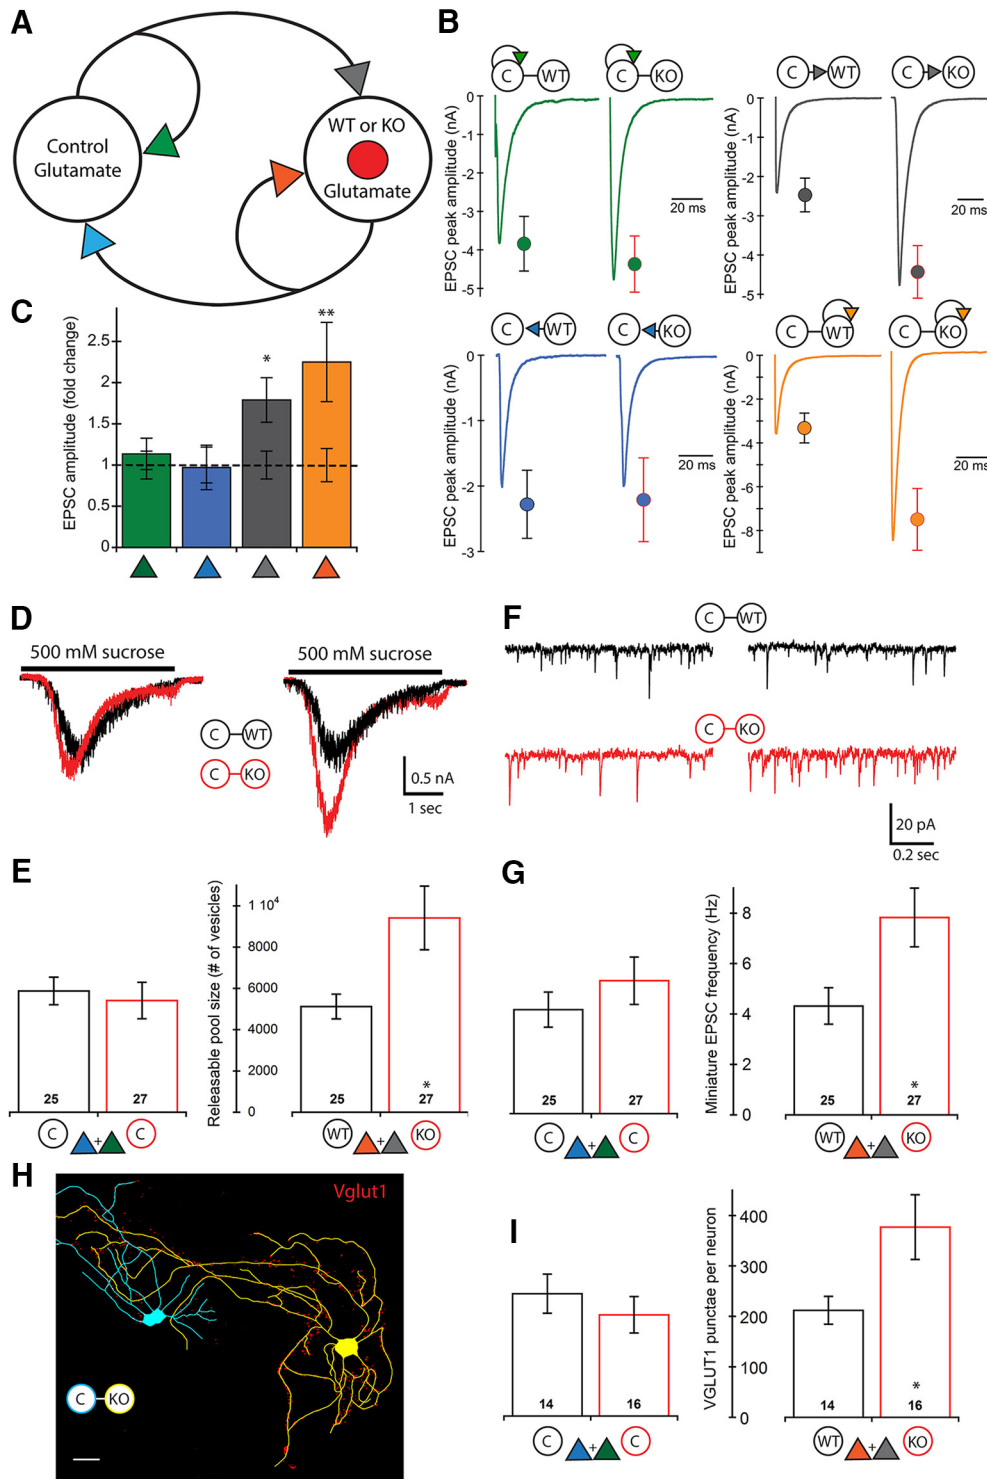 A
Control
Glutamate
WT or KO
Glutamate
B
C WT
C KO
EPSC peak amplitude (nA)
0
-1
-2
-3
-4
-5
20 ms
C WT
C KO
EPSC peak amplitude (nA)
0
-1
-2
-3
-4
-5
20 ms
C WT
C KO
EPSC peak amplitude (nA)
0
-1
-2
-3
20 ms
C WT
C KO
EPSC peak amplitude (nA)
0
-2
-4
-6
-8
20 ms
C
EPSC amplitude (fold change)
2.5
2
1.5
1
0.5
0
*
**
D
500 mM sucrose
500 mM sucrose
C WT
C KO
0.5 nA
1 sec
E
25
27
C + C
Releasable pool size (# of vesicles)
1 10⁴
8000
6000
4000
2000
0
25
*
27
WT + KO
F
C WT
C KO
20 pA
0.2 sec
G
25
27
C + C
Miniature EPSC frequency (Hz)
8
6
4
2
0
25
*
27
WT + KO
H
Vglut1
C KO
I
14
16
C + C
VGLUT1 punctae per neuron
400
300
200
100
0
14
*
16
WT + KO